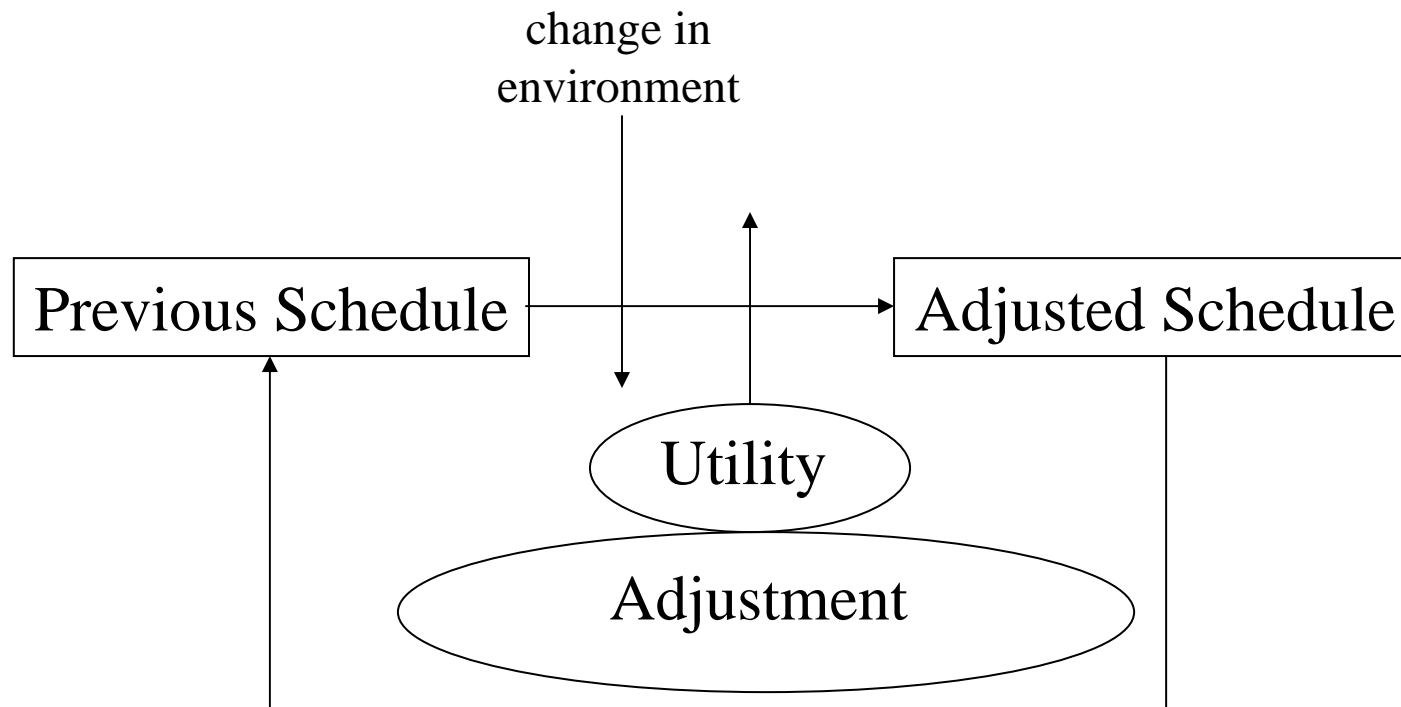 change in
environment
Previous Schedule
Adjusted Schedule
Utility
Adjustment